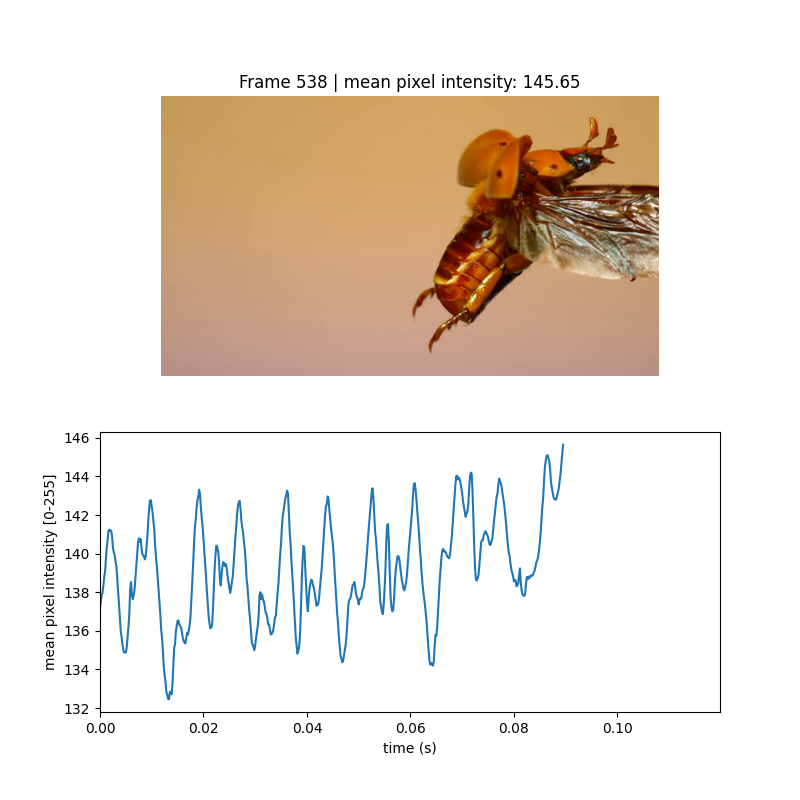 Frame 538 | mean pixel intensity: 145.65
146
144
142
140
138
136
134
132
mean pixel intensity [0-255]
0.00 0.02 0.04 0.06 0.08 0.10
time (s)